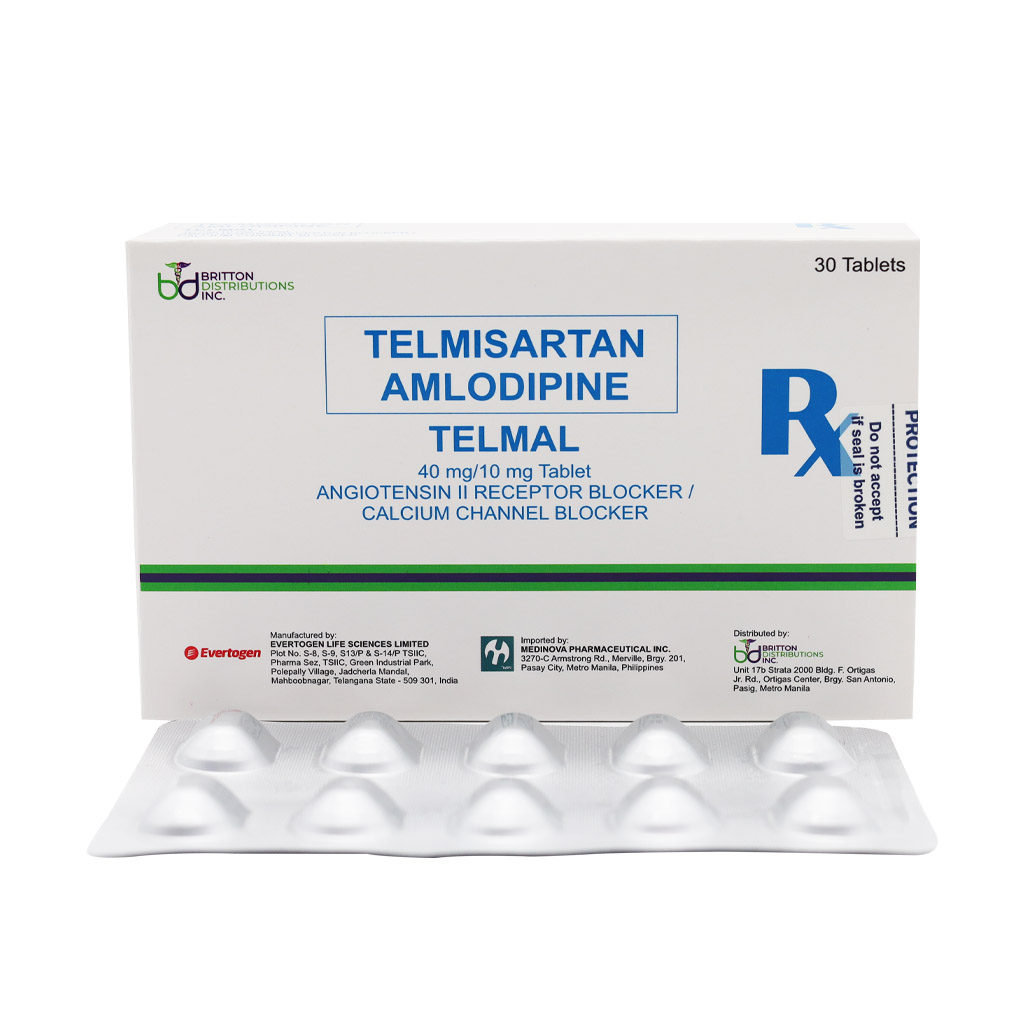 BRITTON
DISTRIBUTIONS
INC.
30 Tablets
TELMISARTAN
AMLODIPINE
TELMAL
40 mg/10 mg Tablet
ANGIOTENSIN II RECEPTOR BLOCKER /
CALCIUM CHANNEL BLOCKER
Rx
PROTECTION
Do not accept
if seal is broken
Evertogen
Manufactured by:
EVERTOGEN LIFE SCIENCES LIMITED
Plot No. S-8, S-9, S13/P & S-14/P TSIIC,
Pharma Sez, TSIIC, Green Industrial Park,
Polepally Village, Jadcherla Mandal,
Mahboobnagar, Telangana State - 509 301, India
Imported by:
MEDINOVA PHARMACEUTICAL INC.
3270-C Armstrong Rd., Merville, Brgy. 201,
Pasay City, Metro Manila, Philippines
Distributed by:
bd BRITTON
DISTRIBUTIONS
INC.
Unit 17b Strata 2000 Bldg. F. Ortigas
Jr. Rd., Ortigas Center, Brgy. San Antonio,
Pasig, Metro Manila